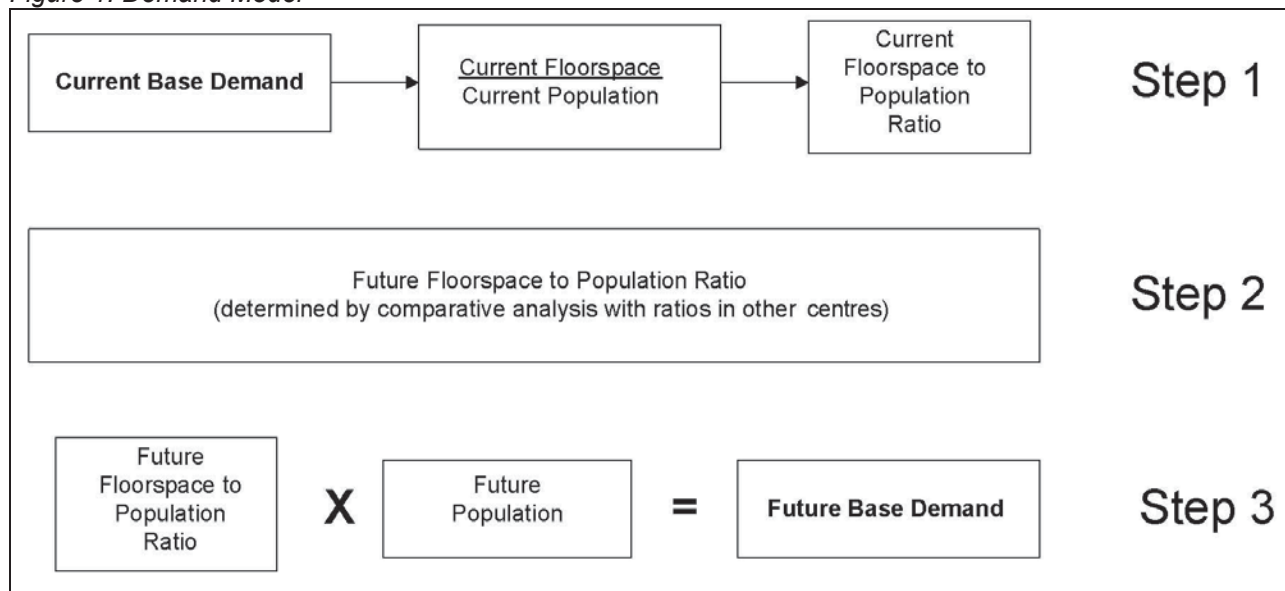 Figure 1: Demand Model
Current Base Demand
Current Floorspace
Current Population
Current
Floorspace to
Population
Ratio
Step 1
Future Floorspace to Population Ratio
(determined by comparative analysis with ratios in other centres)
Step 2
Future
Floorspace to
Population
Ratio
X
Future
Population
=
Future Base Demand
Step 3